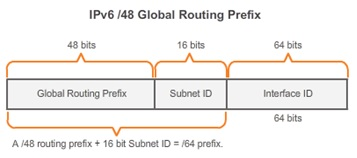 IPv6 /48 Global Routing Prefix
48 bits 16 bits 64 bits
Global Routing Prefix Subnet ID Interface ID
64 bits
A /48 routing prefix + 16 bit Subnet ID = /64 prefix.